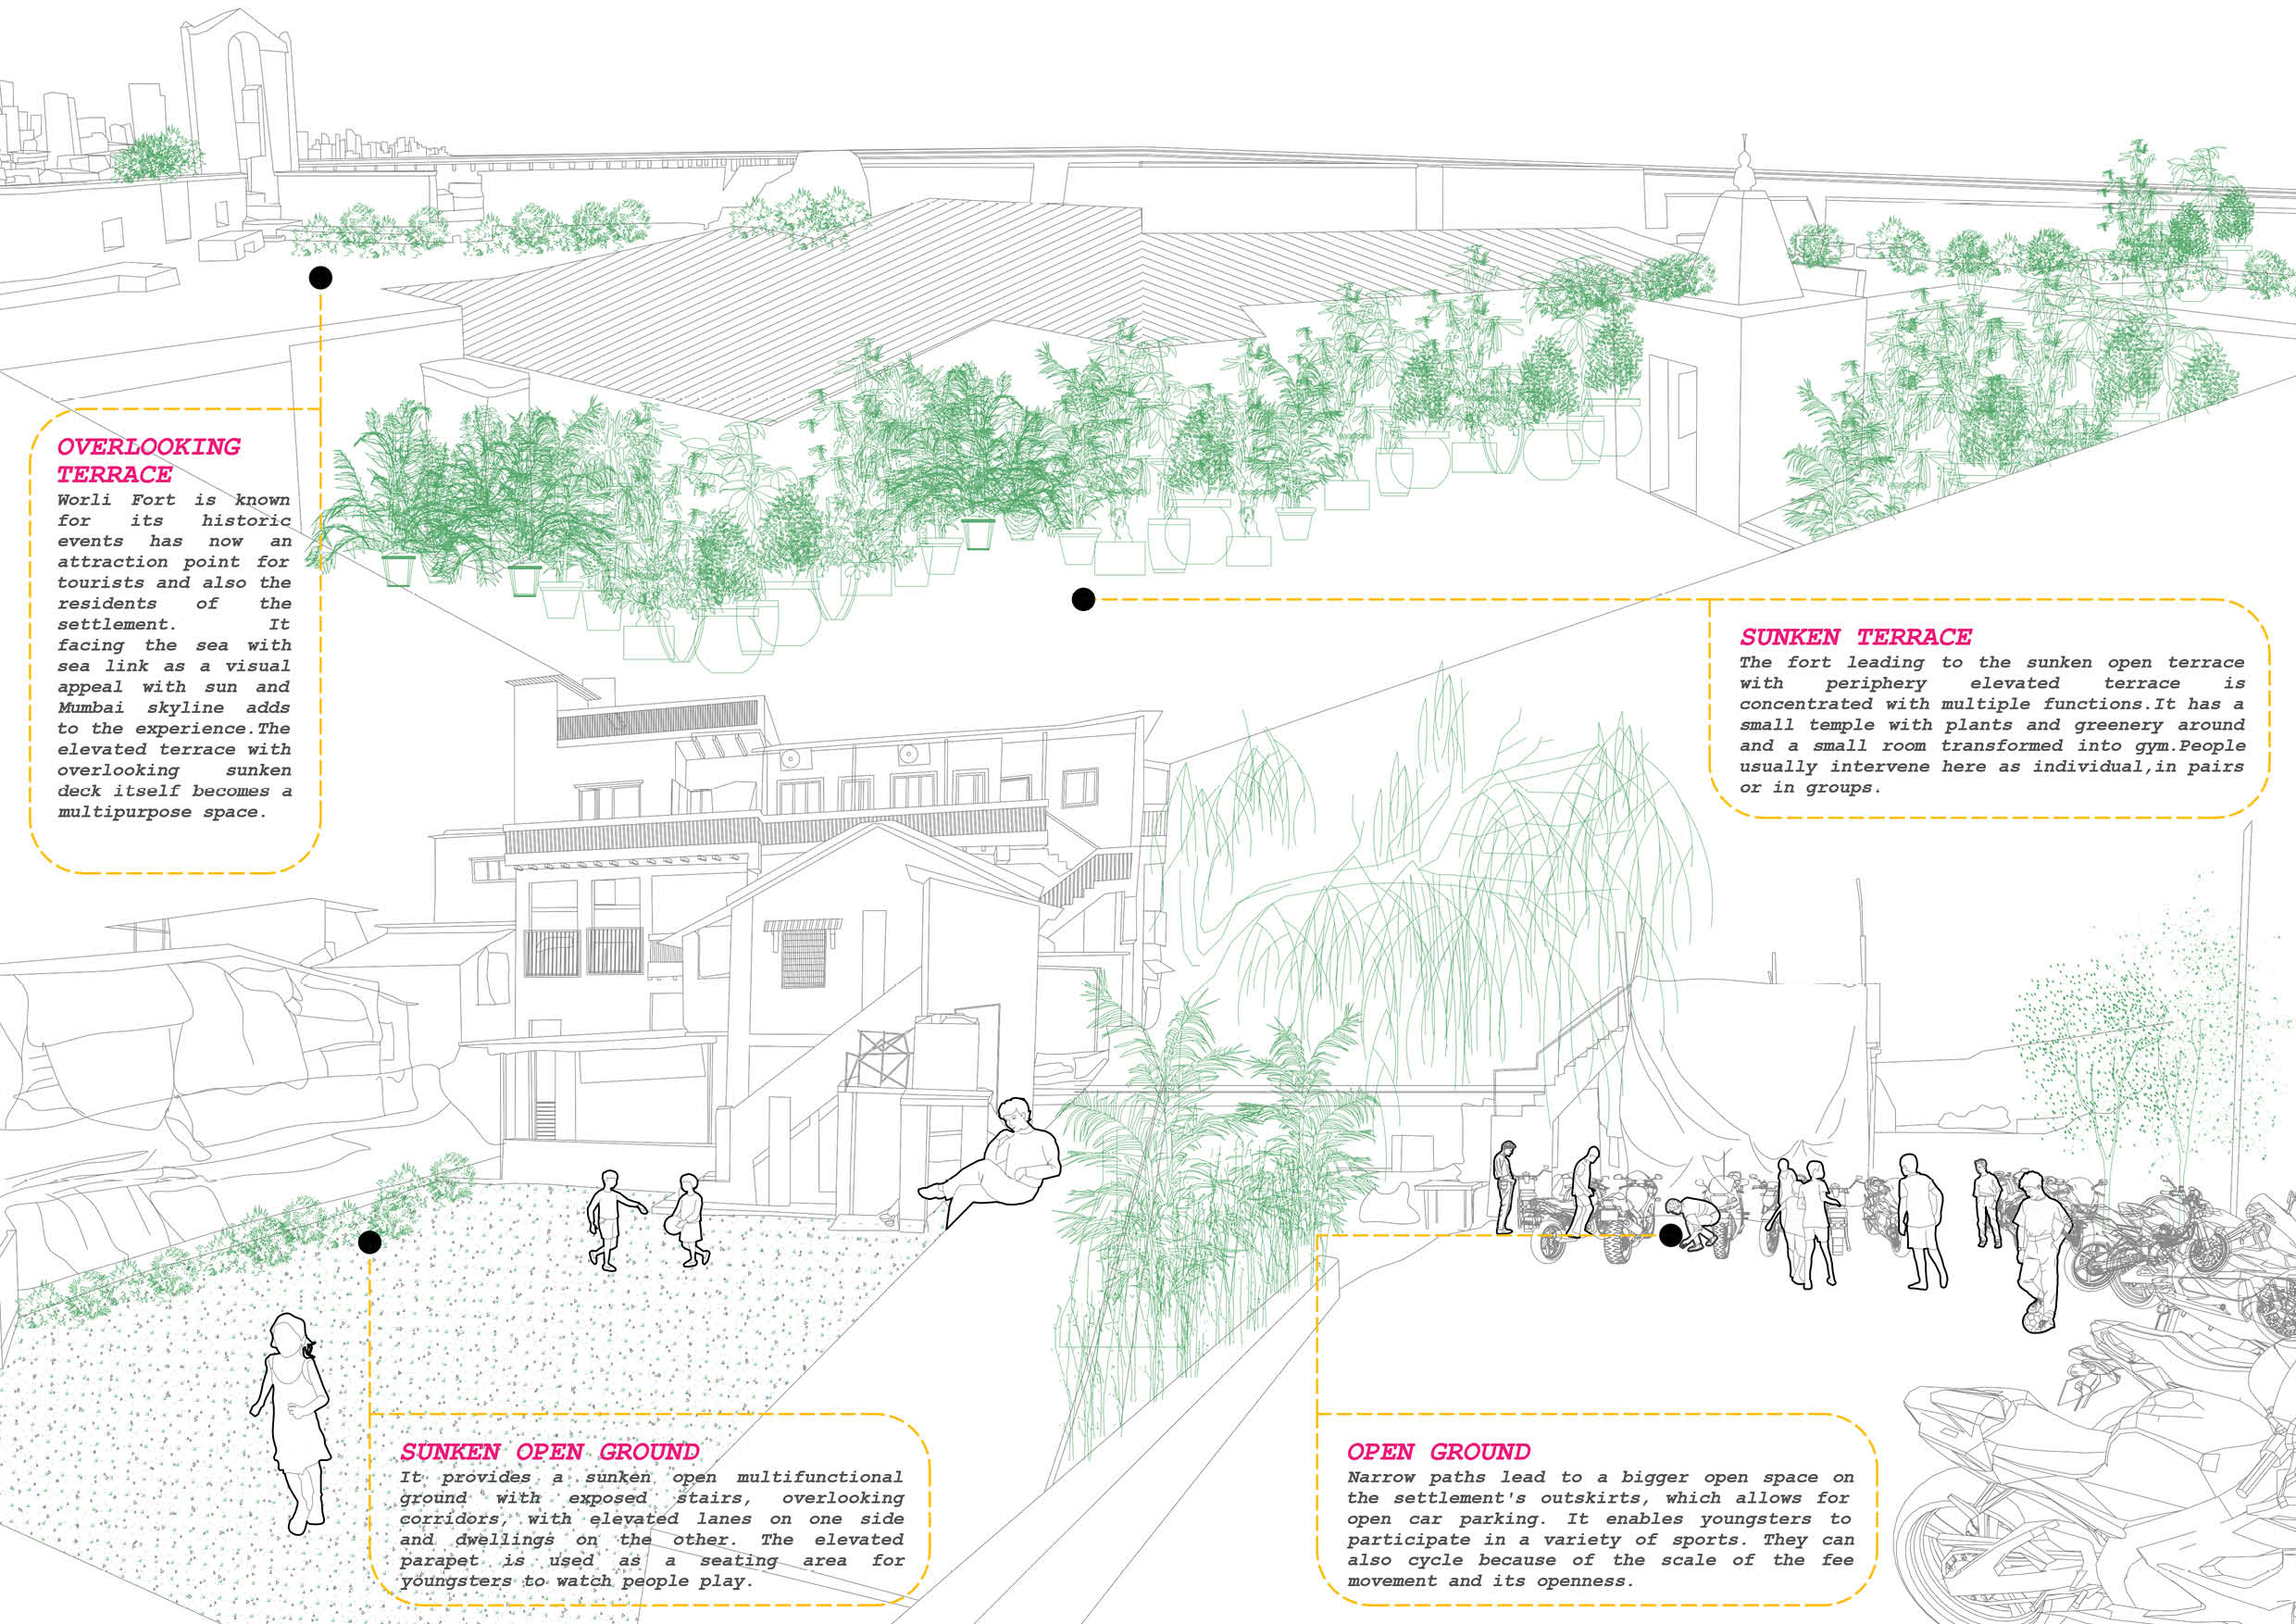 OVERLOOKING
TERRACE
Worli Fort is known
for its historic
events has now an
attraction point for
tourists and also the
residents of the
settlement. It
facing the sea with
sea link as a visual
appeal with sun and
Mumbai skyline adds
to the experience.The
elevated terrace with
overlooking sunken
deck itself becomes a
multipurpose space.
SUNKEN TERRACE
The fort leading to the sunken open terrace
with periphery elevated terrace is
concentrated with multiple functions.It has a
small temple with plants and greenery around
and a small room transformed into gym.People
usually intervene here as individual,in pairs
or in groups.
SUNKEN OPEN GROUND
It provides a sunken open multifunctional
ground with exposed stairs, overlooking
corridors, with elevated lanes on one side
and dwellings on the other. The elevated
parapet is used as a seating area for
youngsters to watch people play.
OPEN GROUND
Narrow paths lead to a bigger open space on
the settlement's outskirts, which allows for
open car parking. It enables youngsters to
participate in a variety of sports. They can
also cycle because of the scale of the fee
movement and its openness.